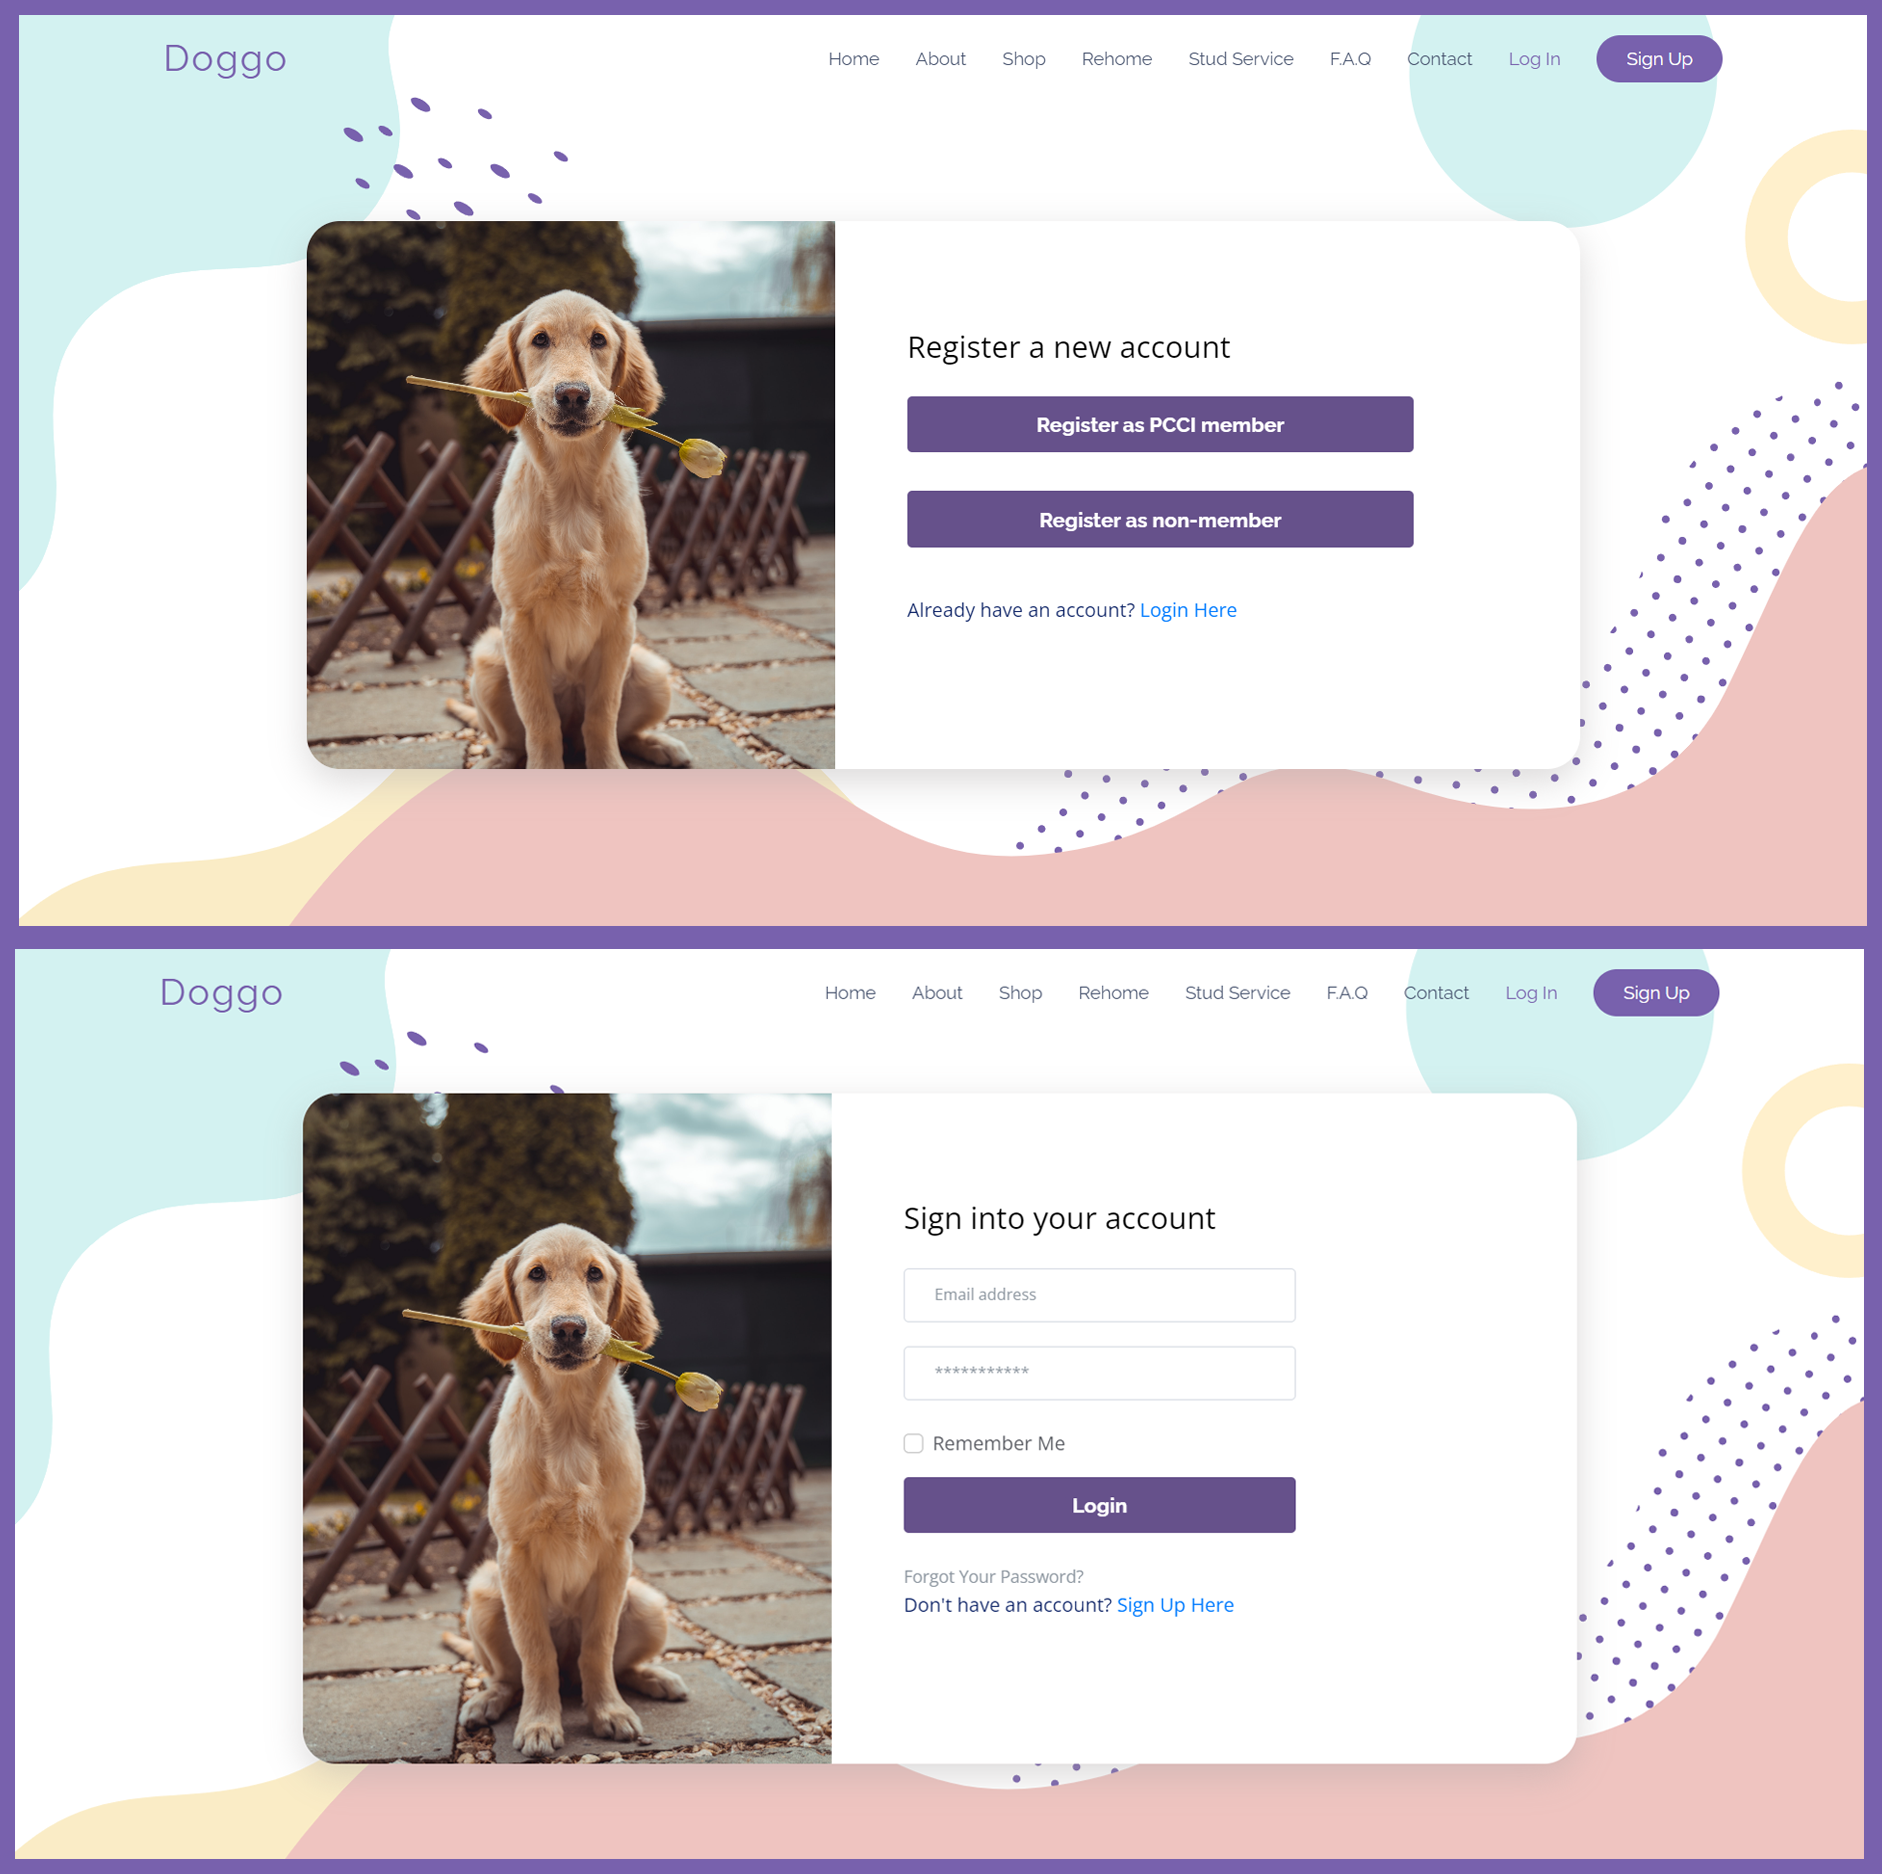 Doggo
Home About Shop Rehome Stud Service F.A.Q Contact Log In Sign Up
Register a new account
Register as PCCI member
Register as non-member
Already have an account? Login Here
Doggo
Home About Shop Rehome Stud Service F.A.Q Contact Log In Sign Up
Sign into your account
Email address
***********
Remember Me
Login
Forgot Your Password?
Don't have an account? Sign Up Here